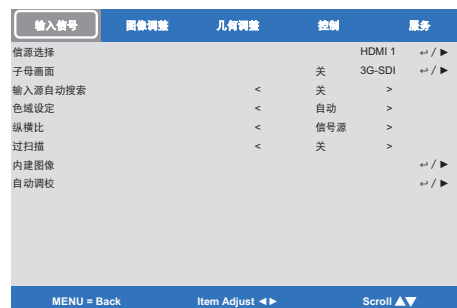 输入信号 图像调整 几何调整 控制 服务
信源选择 HDMI 1 ↩ / ►
子母画面 关 3G-SDI ↩ / ►
输入源自动搜索 < 关 >
色域设定 < 自动 >
纵横比 < 信号源 >
过扫描 < 关 >
内建图像 ↩ / ►
自动调校 ↩ / ►
MENU = Back Item Adjust ◄► Scroll ▲▼